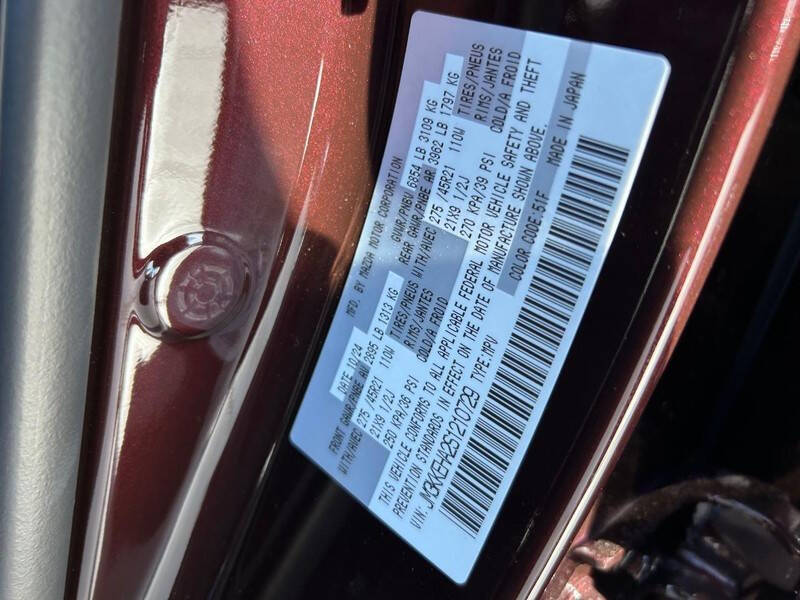 MFD. BY MAZDA MOTOR CORPORATION
DATE 10/24 GVWR/PNBV 6854 LB 3109 KG
FRONT GAWR/PNBE AV 2895 LB 1313 KG REAR GAWR/PNBE AR 3962 LB 1797 KG
WITH/AVEC 275 /45R21 110W TIRES/PNEUS WITH/AVEC 275 /45R21 110W TIRES/PNEUS
21X9 1/2J RIMS/JANTES 21X9 1/2J RIMS/JANTES
250 KPA/36 PSI COLD/A FROID 270 KPA/39 PSI COLD/A FROID
THIS VEHICLE CONFORMS TO ALL APPLICABLE FEDERAL MOTOR VEHICLE SAFETY AND THEFT
PREVENTION STANDARDS IN EFFECT ON THE DATE OF MANUFACTURE SHOWN ABOVE.
VIN: JM3KKEHA2S1210729 TYPE:MPV COLOR CODE:51F MADE IN JAPAN